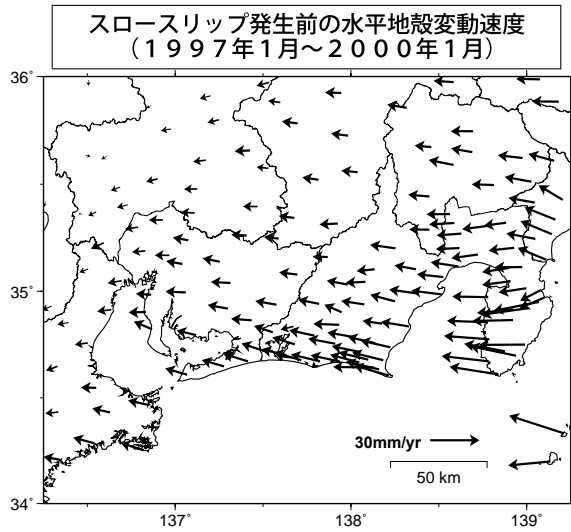 スロースリップ発生前の水平地殻変動速度
（１９９７年１月～２０００年１月）
36°
35°
30mm/yr
50 km
34°
137° 138° 139°